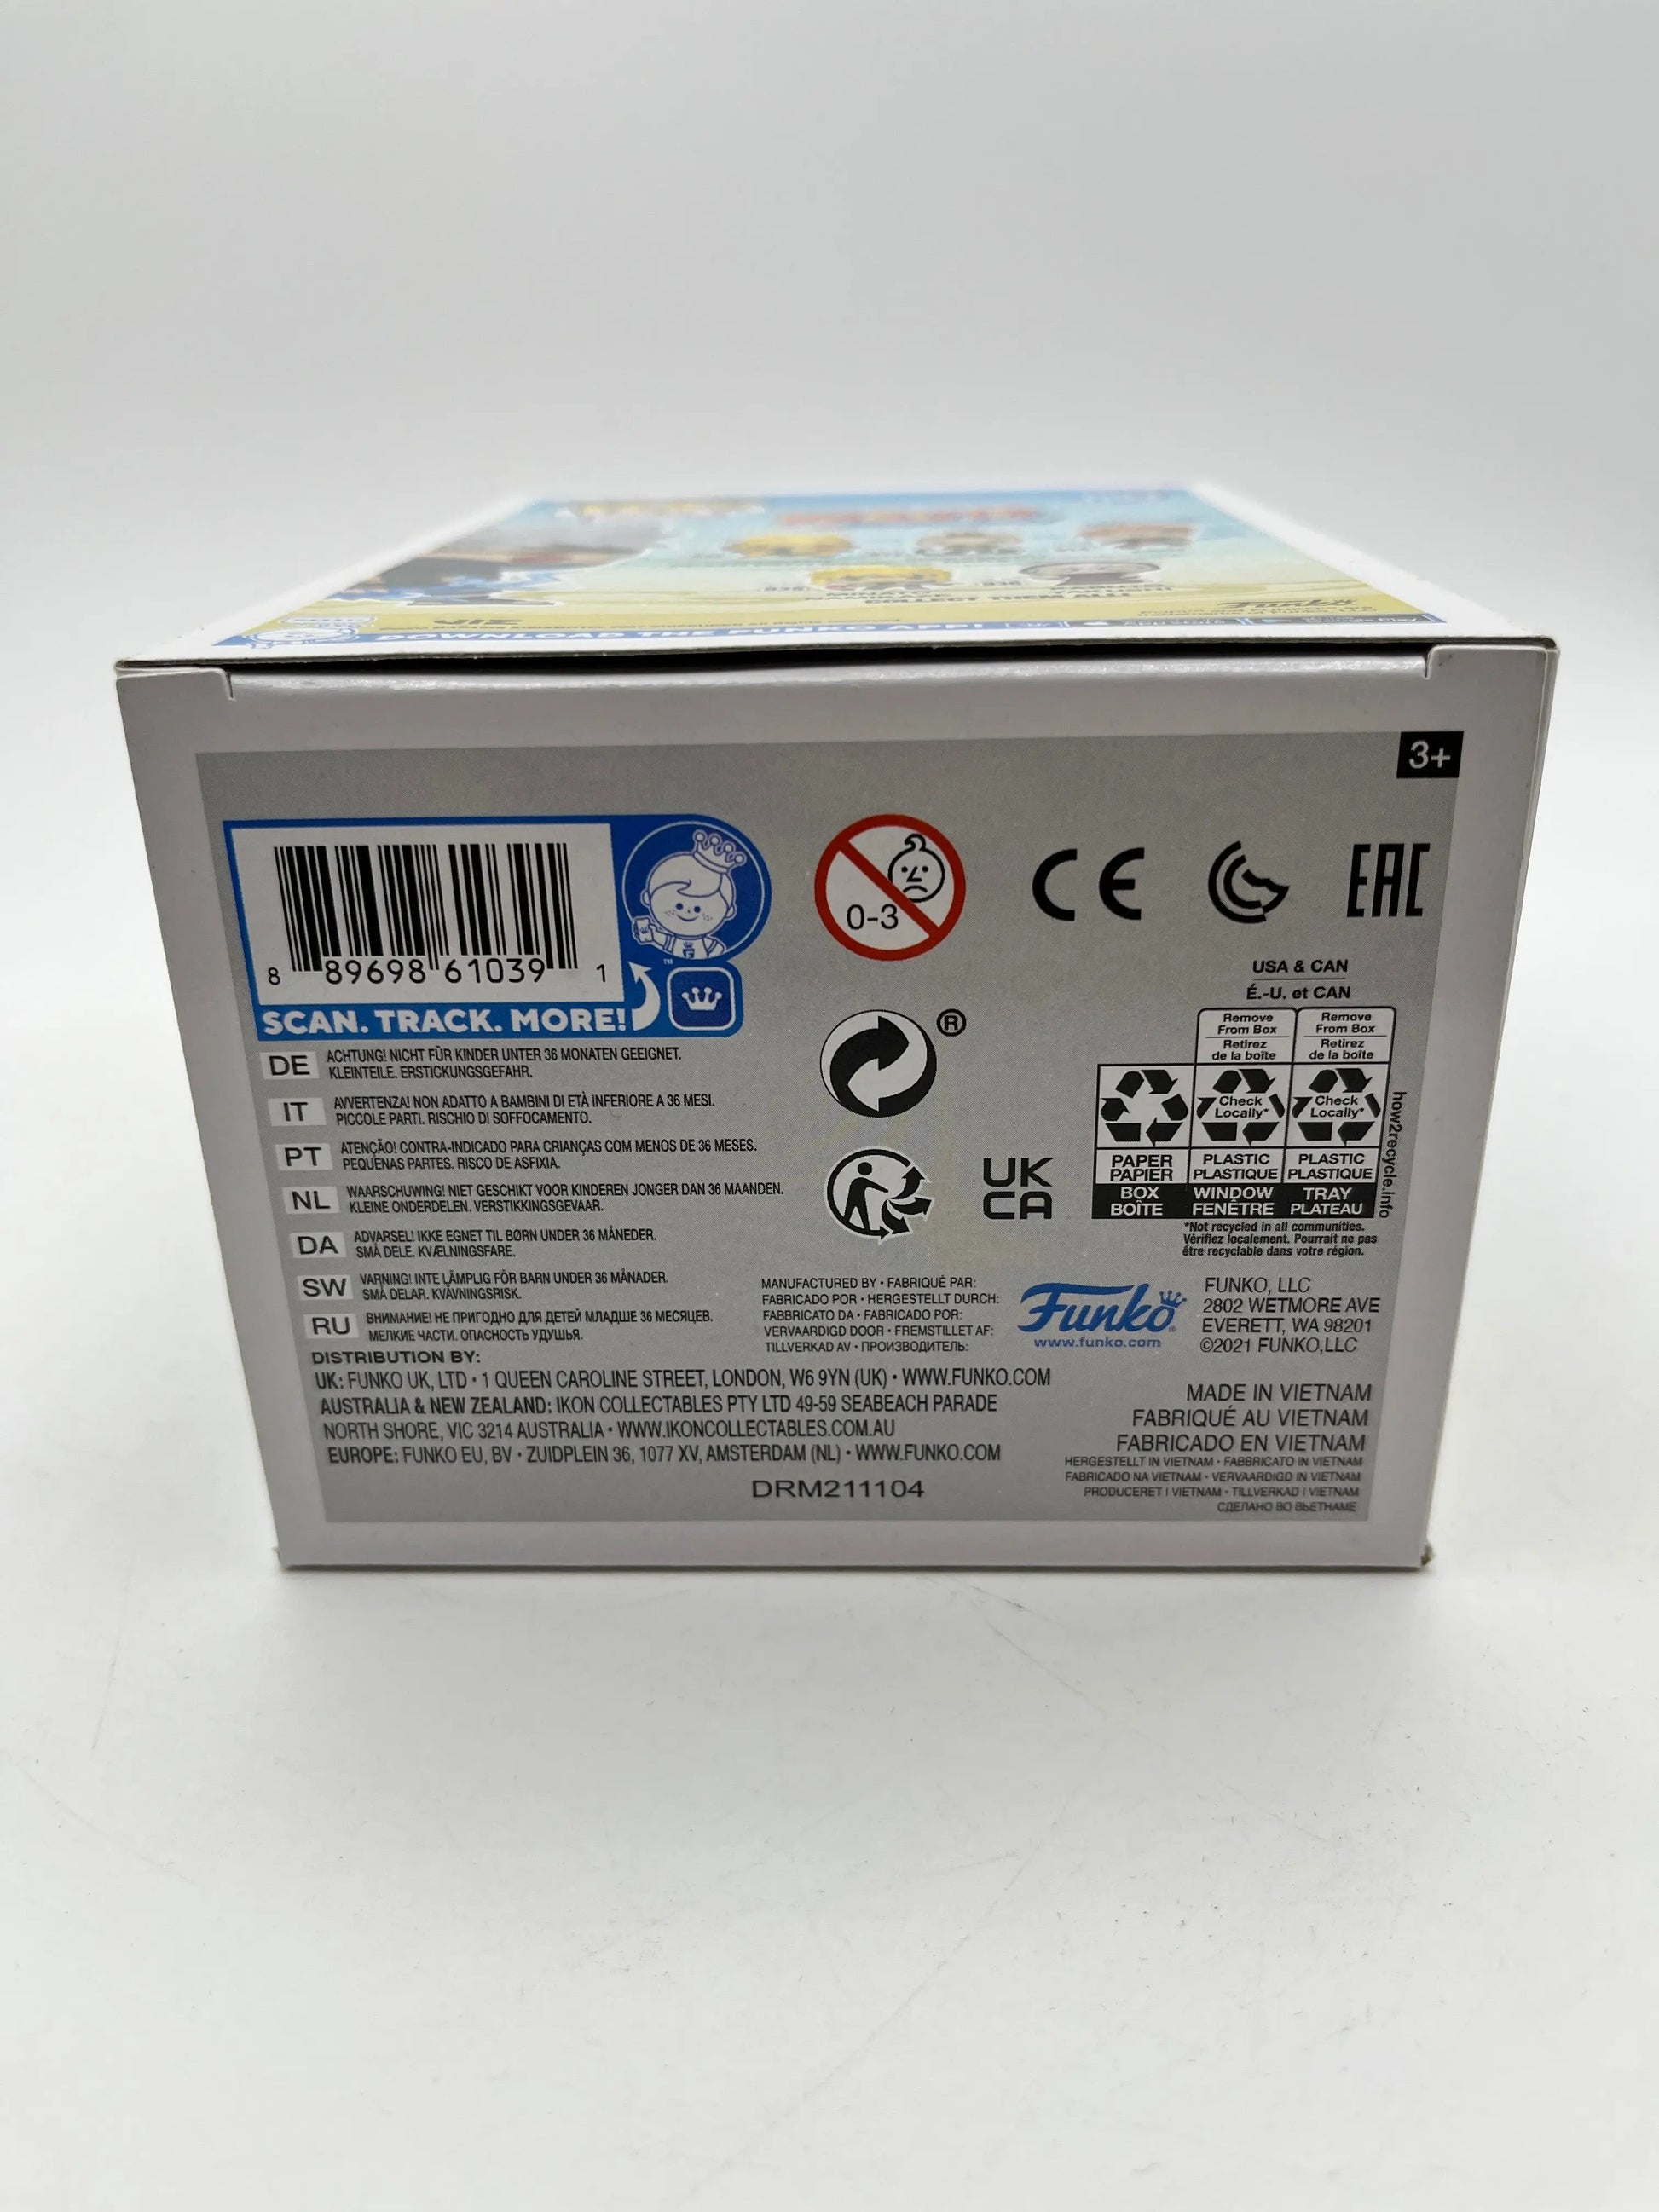 DOWNLOAD THE FUNKO APP!
COLLECT THEM ALL!
Funko
viz
3+
8 89698 61039 1
SCAN. TRACK. MORE!
™
0-3
CE
EAC
DE ACHTUNG! NICHT FÜR KINDER UNTER 36 MONATEN GEEIGNET.
KLEINTEILE. ERSTICKUNGSGEFAHR.
IT AVVERTENZA! NON ADATTO A BAMBINI DI ETÀ INFERIORE A 36 MESI.
PICCOLE PARTI. RISCHIO DI SOFFOCAMENTO.
PT ATENÇÃO! CONTRA-INDICADO PARA CRIANÇAS COM MENOS DE 36 MESES.
PEQUENAS PARTES. RISCO DE ASFIXIA.
NL WAARSCHUWING! NIET GESCHIKT VOOR KINDEREN JONGER DAN 36 MAANDEN.
KLEINE ONDERDELEN. VERSTIKKINGSGEVAAR.
DA ADVARSEL! IKKE EGNET TIL BØRN UNDER 36 MÅNEDER.
SMÅ DELE. KVÆLNINGSFARE.
SW VARNING! INTE LÄMPLIG FÖR BARN UNDER 36 MÅNADER.
SMÅ DELAR. KVÄVNINGSRISK.
RU ВНИМАНИЕ! НЕ ПРИГОДНО ДЛЯ ДЕТЕЙ МЛАДШЕ 36 МЕСЯЦЕВ.
МЕЛКИЕ ЧАСТИ. ОПАСНОСТЬ УДУШЬЯ.
®
UK
CA
USA & CAN
É.-U. et CAN
Remove From Box
Retirez de la boîte
Remove From Box
Retirez de la boîte
Check Locally*
Check Locally*
PAPER PAPIER
PLASTIC PLASTIQUE
PLASTIC PLASTIQUE
BOX BOÎTE
WINDOW FENÊTRE
TRAY PLATEAU
how2recycle.info
*Not recycled in all communities.
Vérifiez localement. Pourrait ne pas
être recyclable dans votre région.
MANUFACTURED BY • FABRIQUÉ PAR:
FABRICADO POR • HERGESTELLT DURCH:
FABBRICATO DA • FABRICADO POR:
VERVAARDIGD DOOR • FREMSTILLET AF:
TILLVERKAD AV • ПРОИЗВОДИТЕЛЬ:
Funko
www.funko.com
FUNKO, LLC
2802 WETMORE AVE
EVERETT, WA 98201
©2021 FUNKO,LLC
DISTRIBUTION BY:
UK: FUNKO UK, LTD • 1 QUEEN CAROLINE STREET, LONDON, W6 9YN (UK) • WWW.FUNKO.COM
AUSTRALIA & NEW ZEALAND: IKON COLLECTABLES PTY LTD 49-59 SEABEACH PARADE
NORTH SHORE, VIC 3214 AUSTRALIA • WWW.IKONCOLLECTABLES.COM.AU
EUROPE: FUNKO EU, BV • ZUIDPLEIN 36, 1077 XV, AMSTERDAM (NL) • WWW.FUNKO.COM
DRM211104
MADE IN VIETNAM
FABRIQUÉ AU VIETNAM
FABRICADO EN VIETNAM
HERGESTELLT IN VIETNAM • FABBRICATO IN VIETNAM
FABRICADO NA VIETNAM • VERVAARDIGD IN VIETNAM
PRODUCERET I VIETNAM • TILLVERKAD I VIETNAM
СДЕЛАНО ВО ВЬЕТНАМЕ